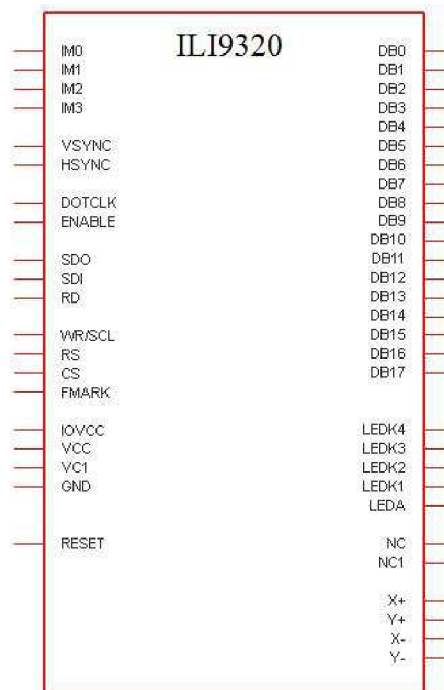 ILI9320
IM0
IM1
IM2
IM3
VSYNC
HSYNC
DOTCLK
ENABLE
SDO
SDI
RD
WR/SCL
RS
CS
FMARK
IOVCC
VCC
VC1
GND
RESET
DB0
DB1
DB2
DB3
DB4
DB5
DB6
DB7
DB8
DB9
DB10
DB11
DB12
DB13
DB14
DB15
DB16
DB17
LEDK4
LEDK3
LEDK2
LEDK1
LEDA
NC
NC1
X+
Y+
X-
Y-